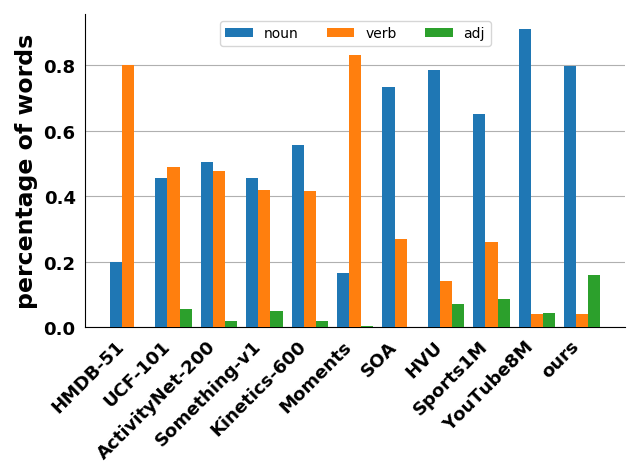 noun verb adj
percentage of words
0.8
0.6
0.4
0.2
0.0
HMDB-51
UCF-101
ActivityNet-200
Something-v1
Kinetics-600
Moments
SOA
HVU
Sports1M
YouTube8M
ours